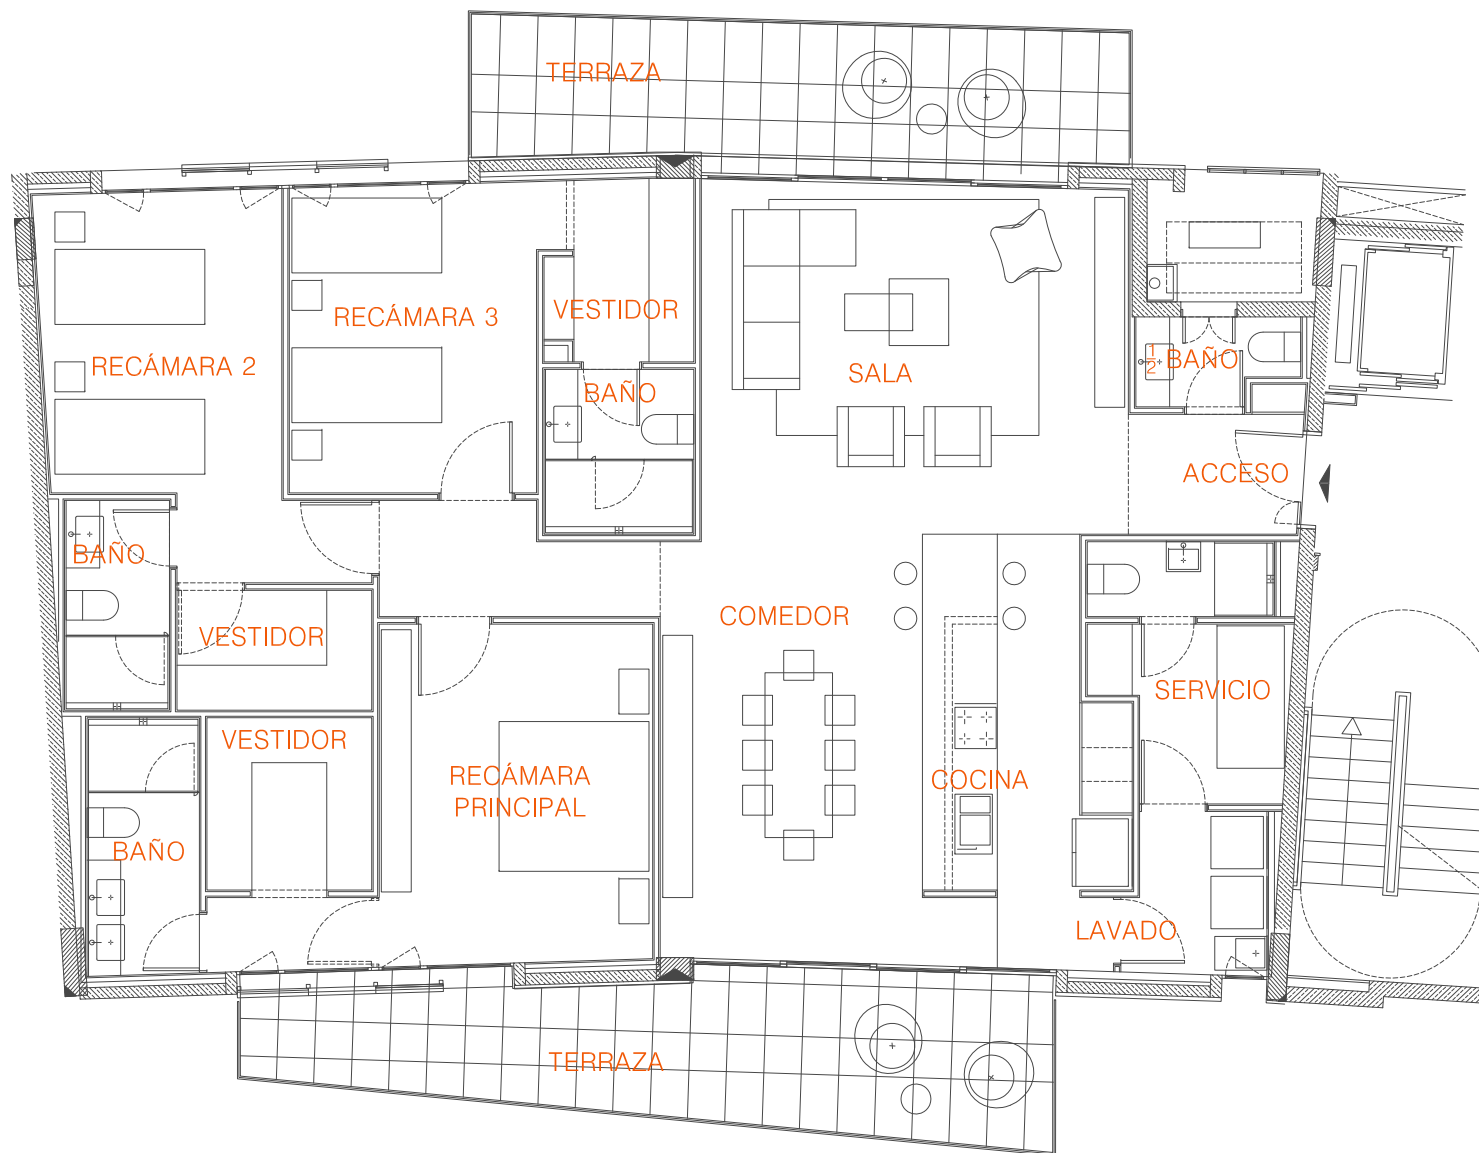 TERRAZA
RECÁMARA 3
VESTIDOR
RECÁMARA 2
SALA
1/2 BAÑO
BAÑO
ACCESO
BAÑO
COMEDOR
VESTIDOR
SERVICIO
VESTIDOR
RECÁMARA
PRINCIPAL
COCINA
BAÑO
LAVADO
TERRAZA